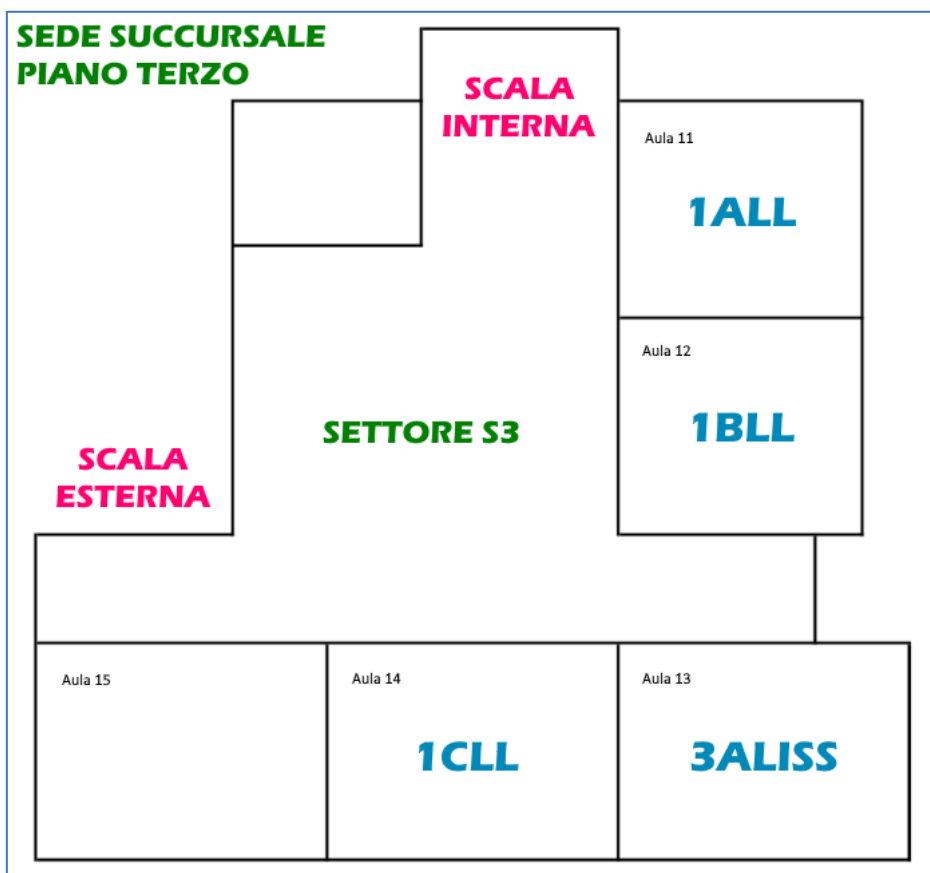 SEDE SUCCURSALE
PIANO TERZO
SCALA
INTERNA
Aula 11
1ALL
Aula 12
1BLL
SETTORE S3
SCALA
ESTERNA
Aula 15
Aula 14
1CLL
Aula 13
3ALISS